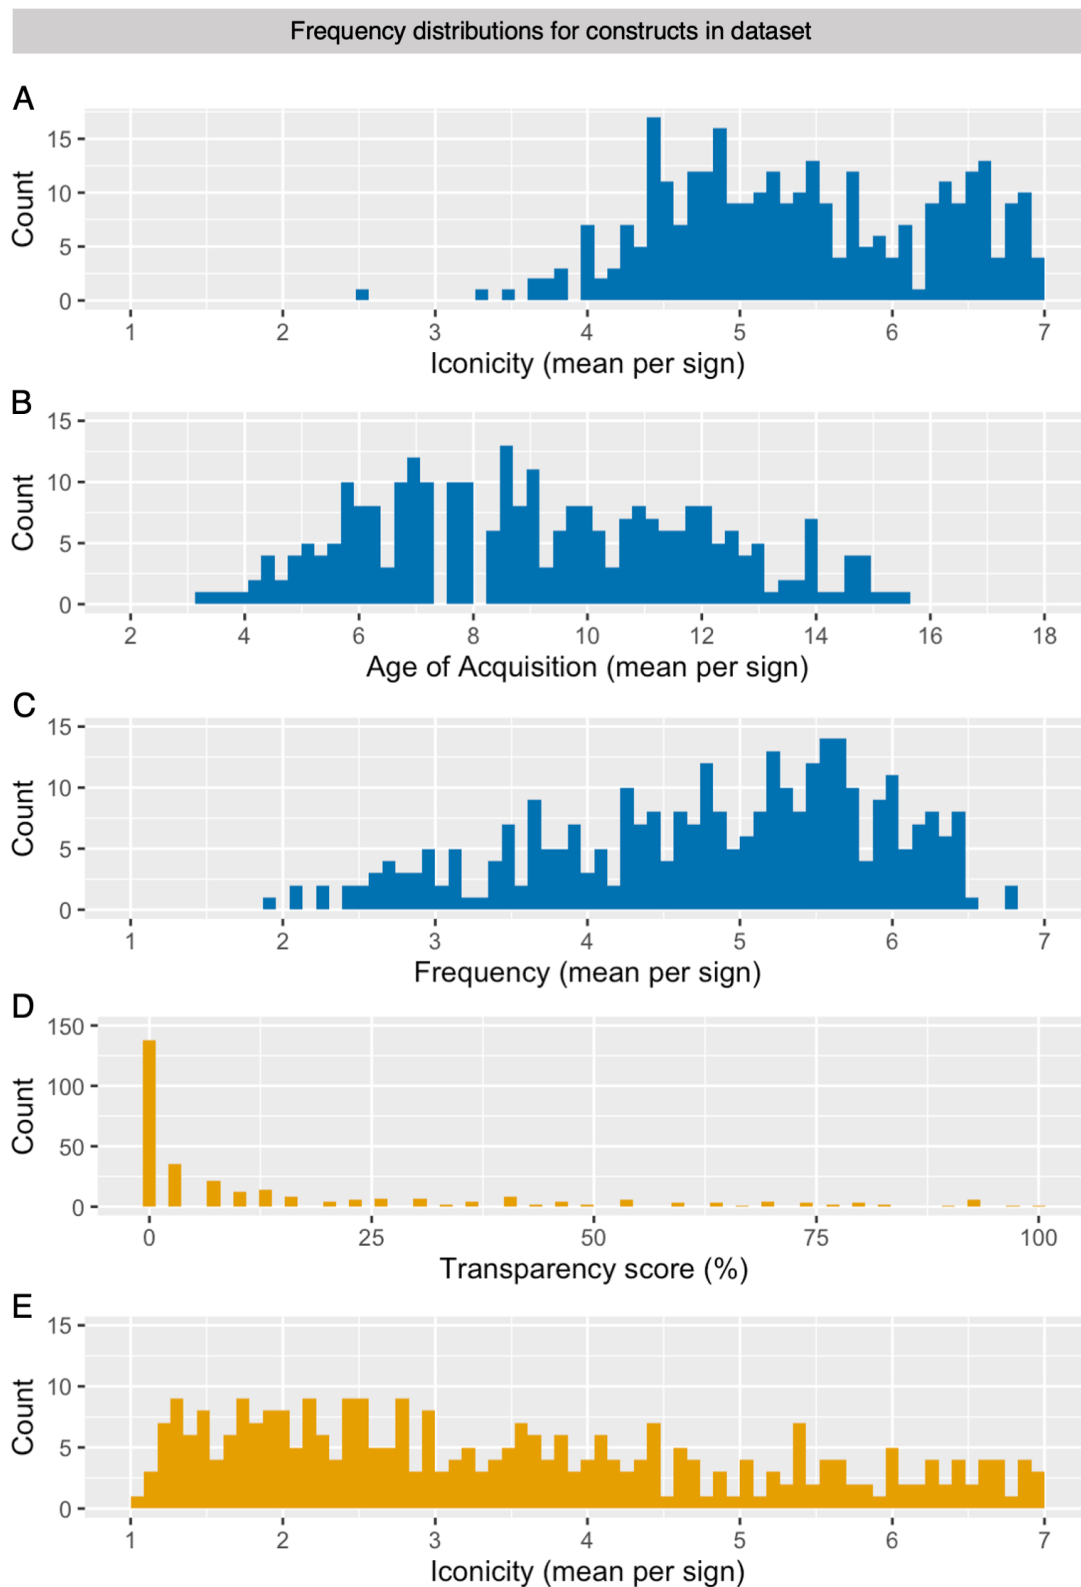 Frequency distributions for constructs in dataset
A
15
10
5
0
Count
1 2 3 4 5 6 7
Iconicity (mean per sign)
B
15
10
5
0
Count
2 4 6 8 10 12 14 16 18
Age of Acquisition (mean per sign)
C
15
10
5
0
Count
1 2 3 4 5 6 7
Frequency (mean per sign)
D
150
100
50
0
Count
0 25 50 75 100
Transparency score (%)
E
15
10
5
0
Count
1 2 3 4 5 6 7
Iconicity (mean per sign)